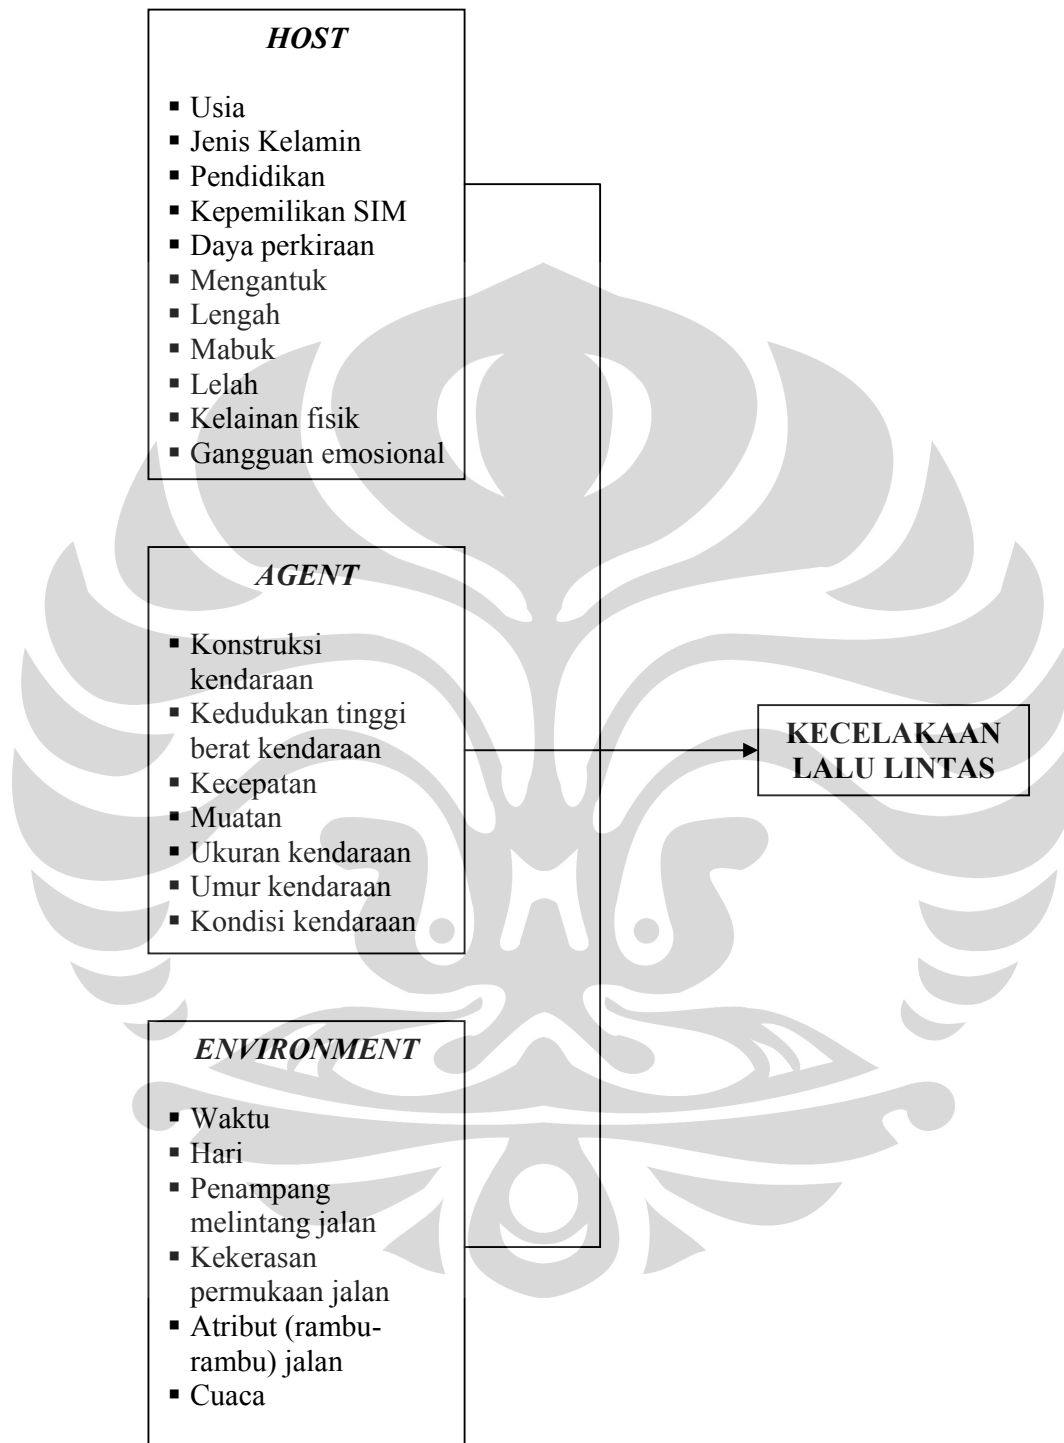 HOST
▪ Usia
▪ Jenis Kelamin
▪ Pendidikan
▪ Kepemilikan SIM
▪ Daya perkiraan
▪ Mengantuk
▪ Lengah
▪ Mabuk
▪ Lelah
▪ Kelainan fisik
▪ Gangguan emosional
AGENT
▪ Konstruksi
kendaraan
▪ Kedudukan tinggi
berat kendaraan
▪ Kecepatan
▪ Muatan
▪ Ukuran kendaraan
▪ Umur kendaraan
▪ Kondisi kendaraan
KECELAKAAN
LALU LINTAS
ENVIRONMENT
▪ Waktu
▪ Hari
▪ Penampang
melintang jalan
▪ Kekerasan
permukaan jalan
▪ Atribut (rambu-
rambu) jalan
▪ Cuaca